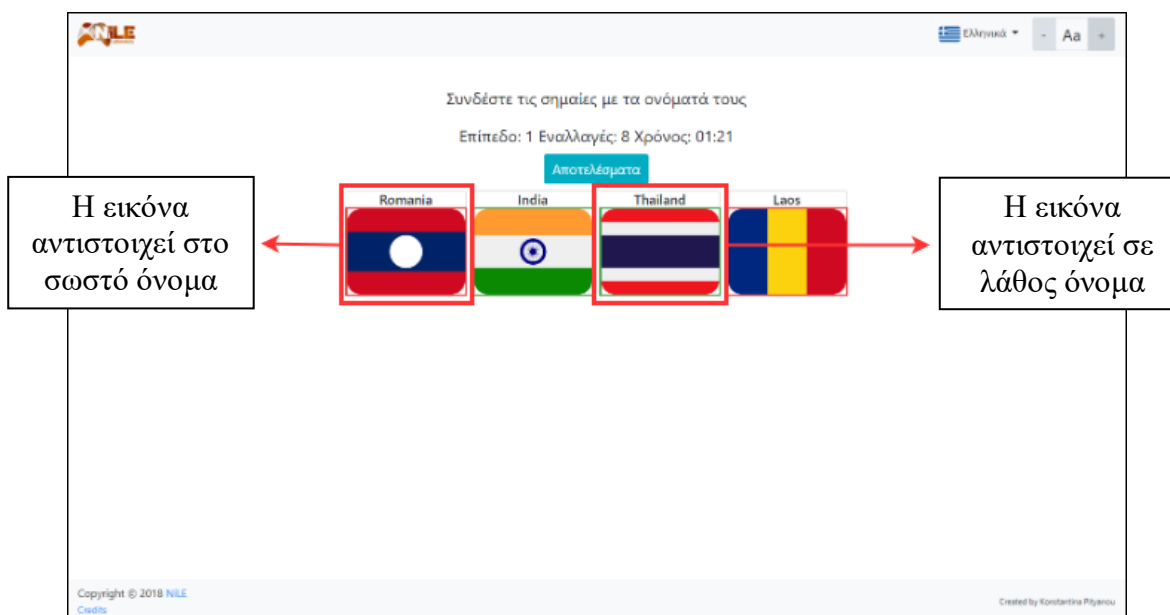 NiLE
Ελληνικά
- Aa +
Συνδέστε τις σημαίες με τα ονόματά τους
Επίπεδο: 1 Εναλλαγές: 8 Χρόνος: 01:21
Αποτελέσματα
Η εικόνα
αντιστοιχεί στο
σωστό όνομα
Romania India Thailand Laos
Η εικόνα
αντιστοιχεί σε
λάθος όνομα
Copyright © 2018 NiLE
Credits
Created by Konstantina Pityanou